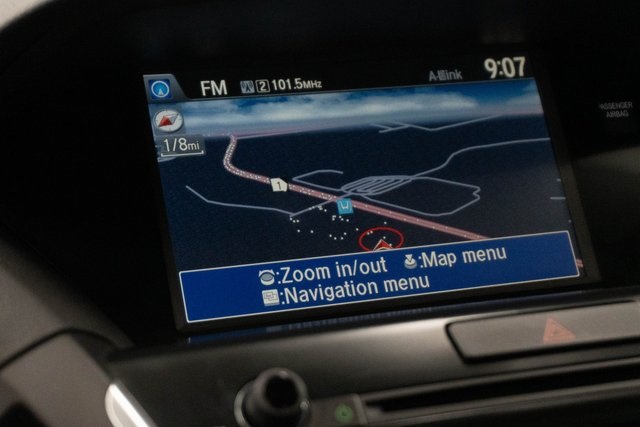 FM 2 101.5MHz
A-link
9:07
PASSENGER
AIRBAG
1/8mi
1
:Zoom in/out :Map menu
:Navigation menu